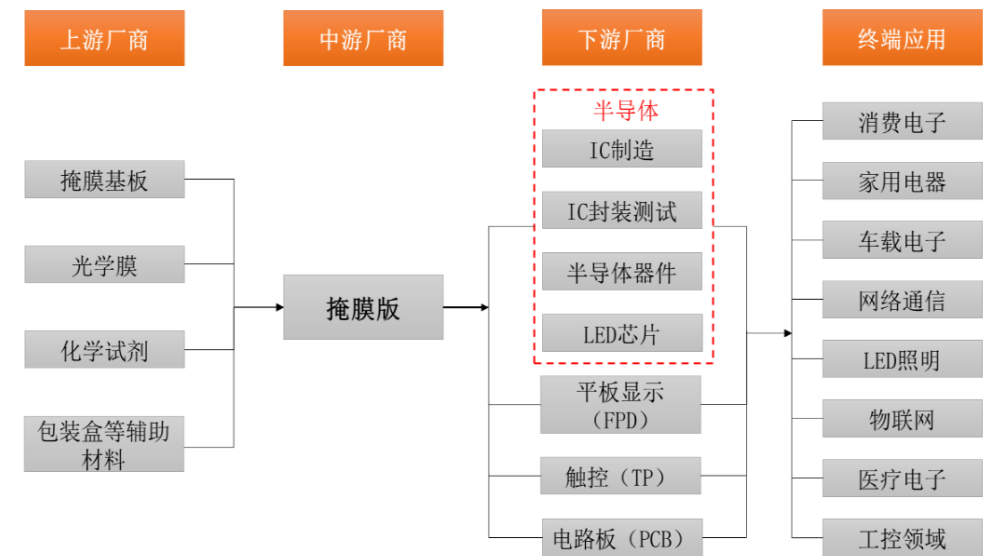 上游厂商
中游厂商
下游厂商
终端应用
掩膜基板
光学膜
化学试剂
包装盒等辅助
材料
掩膜版
半导体
IC制造
IC封装测试
半导体器件
LED芯片
平板显示
（FPD）
触控（TP）
电路板（PCB）
消费电子
家用电器
车载电子
网络通信
LED照明
物联网
医疗电子
工控领域